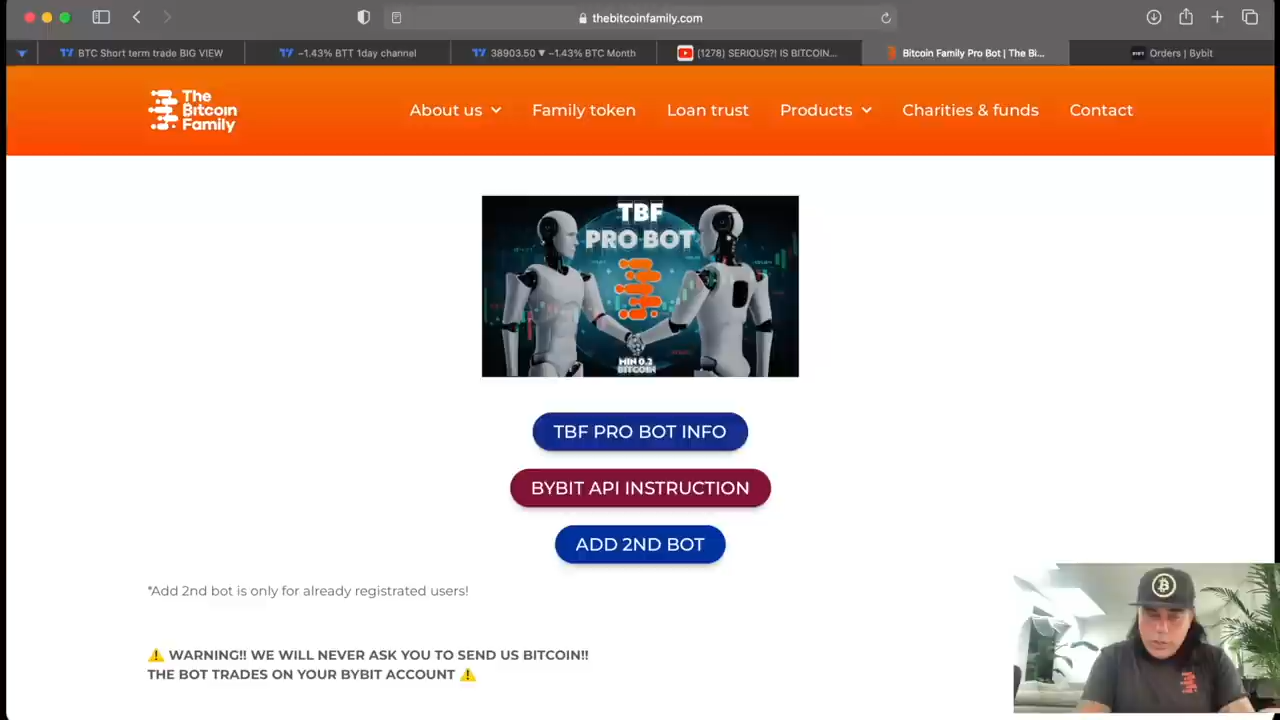 thebitcoinfamily.com
BTC Short term trade BIG VIEW
−1.43% BTT 1day channel
38903.50 ▼ −1.43% BTC Month
(1278) SERIOUS?! IS BITCOIN...
Bitcoin Family Pro Bot | The Bi...
Orders | Bybit
The
Bitcoin
Family
About us
Family token
Loan trust
Products
Charities & funds
Contact
TBF
PRO BOT
MIN 0.2
BITCOIN
TBF PRO BOT INFO
BYBIT API INSTRUCTION
ADD 2ND BOT
*Add 2nd bot is only for already registrated users!
⚠️ WARNING!! WE WILL NEVER ASK YOU TO SEND US BITCOIN!!
THE BOT TRADES ON YOUR BYBIT ACCOUNT ⚠️